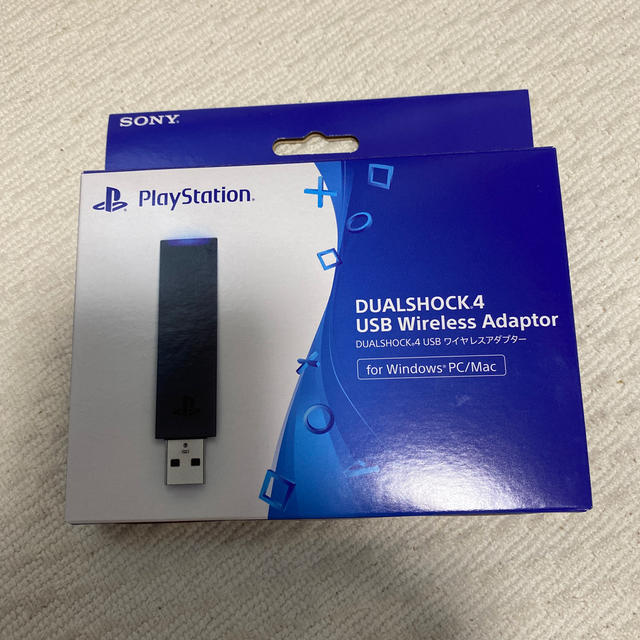 SONY
PlayStation
DUALSHOCK®4
USB Wireless Adaptor
DUALSHOCK®4 USB ワイヤレスアダプター
for Windows® PC/Mac